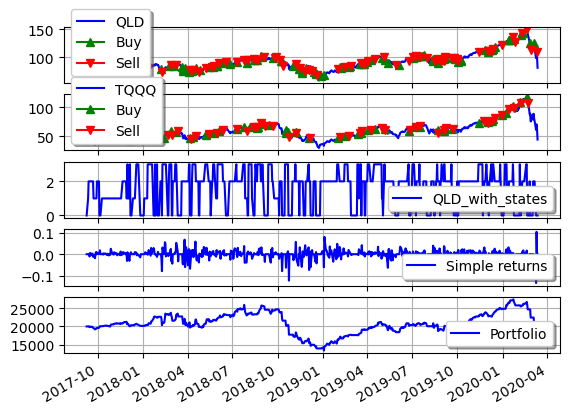 QLD
Buy
Sell
150
100
TQQQ
Buy
Sell
100
50
QLD_with_states
2
0
Simple returns
0.1
0.0
−0.1
Portfolio
25000
20000
15000
2017-10 2018-01 2018-04 2018-07 2018-10 2019-01 2019-04 2019-07 2019-10 2020-01 2020-04